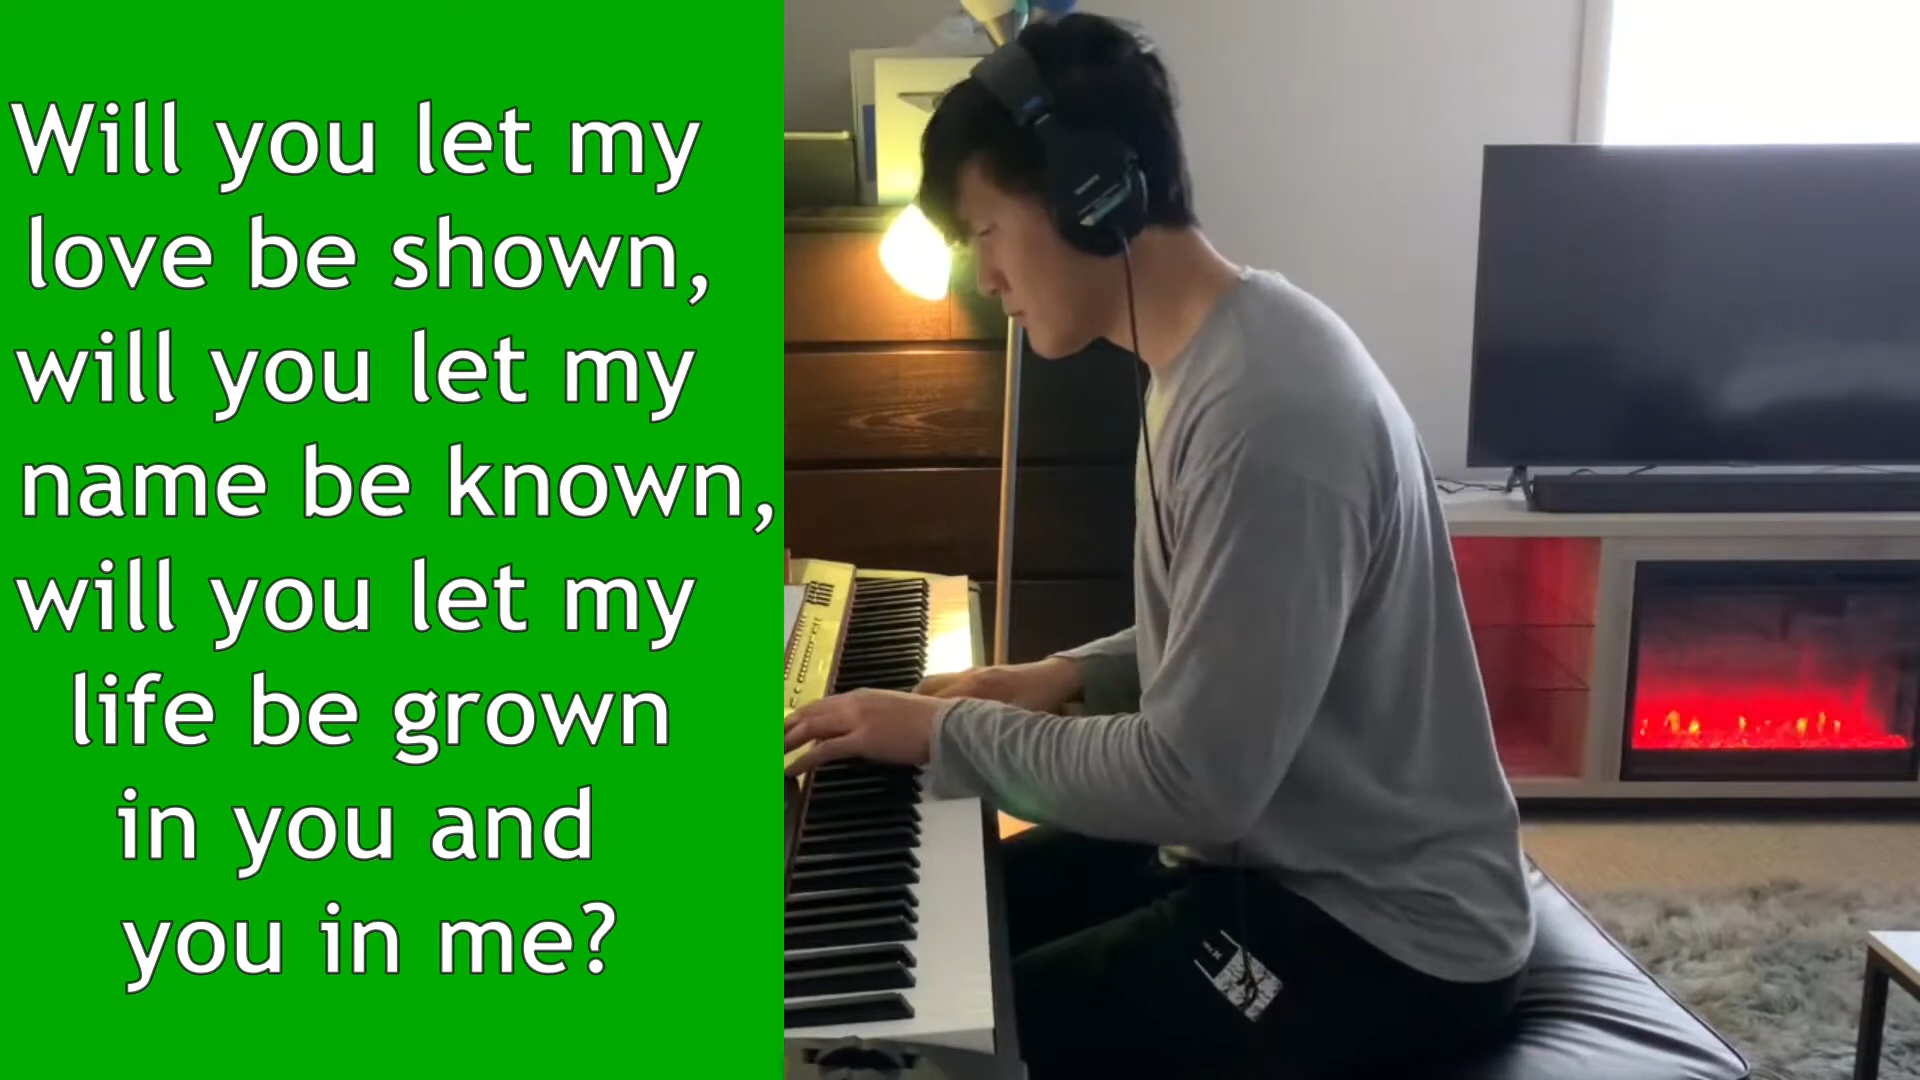 Will you let my
love be shown,
will you let my
name be known,
will you let my
life be grown
in you and
you in me?